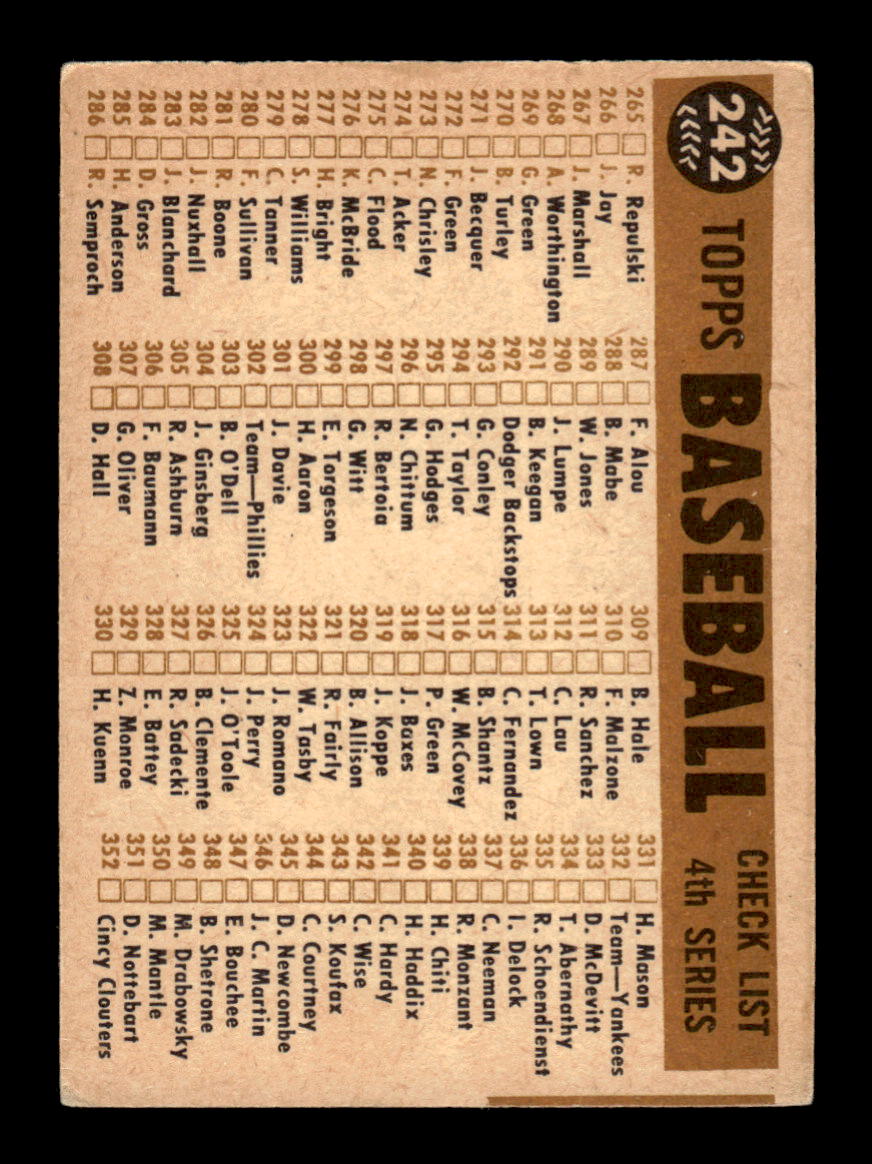 242
TOPPS BASEBALL
CHECK LIST
4th SERIES
265 R. Repulski
266 J. Jay
267 J. Marshall
268 A. Worthington
269 G. Green
270 B. Turley
271 J. Becquer
272 F. Green
273 N. Chrisley
274 T. Acker
275 C. Flood
276 K. McBride
277 H. Bright
278 S. Williams
279 C. Tanner
280 F. Sullivan
281 R. Boone
282 J. Nuxhall
283 J. Blanchard
284 D. Gross
285 H. Anderson
286 R. Semproch
287 F. Alou
288 B. Mabe
289 W. Jones
290 J. Lumpe
291 B. Keegan
292 Dodger Backstops
293 G. Conley
294 T. Taylor
295 G. Hodges
296 N. Chittum
297 R. Bertoia
298 G. Witt
299 E. Torgeson
300 H. Aaron
301 J. Davie
302 Team—Phillies
303 B. O'Dell
304 J. Ginsberg
305 R. Ashburn
306 F. Baumann
307 G. Oliver
308 D. Hall
309 B. Hale
310 F. Malzone
311 R. Sanchez
312 C. Lau
313 T. Lown
314 C. Fernandez
315 B. Shantz
316 W. McCovey
317 P. Green
318 J. Baxes
319 J. Koppe
320 B. Allison
321 R. Fairly
322 W. Tasby
323 J. Romano
324 J. Perry
325 J. O'Toole
326 B. Clemente
327 R. Sadecki
328 E. Battey
329 Z. Monroe
330 H. Kuenn
331 H. Mason
332 Team—Yankees
333 D. McDevitt
334 T. Abernathy
335 R. Schoendienst
336 I. Delock
337 C. Neeman
338 R. Monzant
339 H. Chiti
340 H. Haddix
341 C. Hardy
342 C. Wise
343 S. Koufax
344 C. Courtney
345 D. Newcombe
346 J. C. Martin
347 E. Bouchee
348 B. Shetrone
349 M. Drabowsky
350 M. Mantle
351 D. Nottebart
352 Cincy Clouters